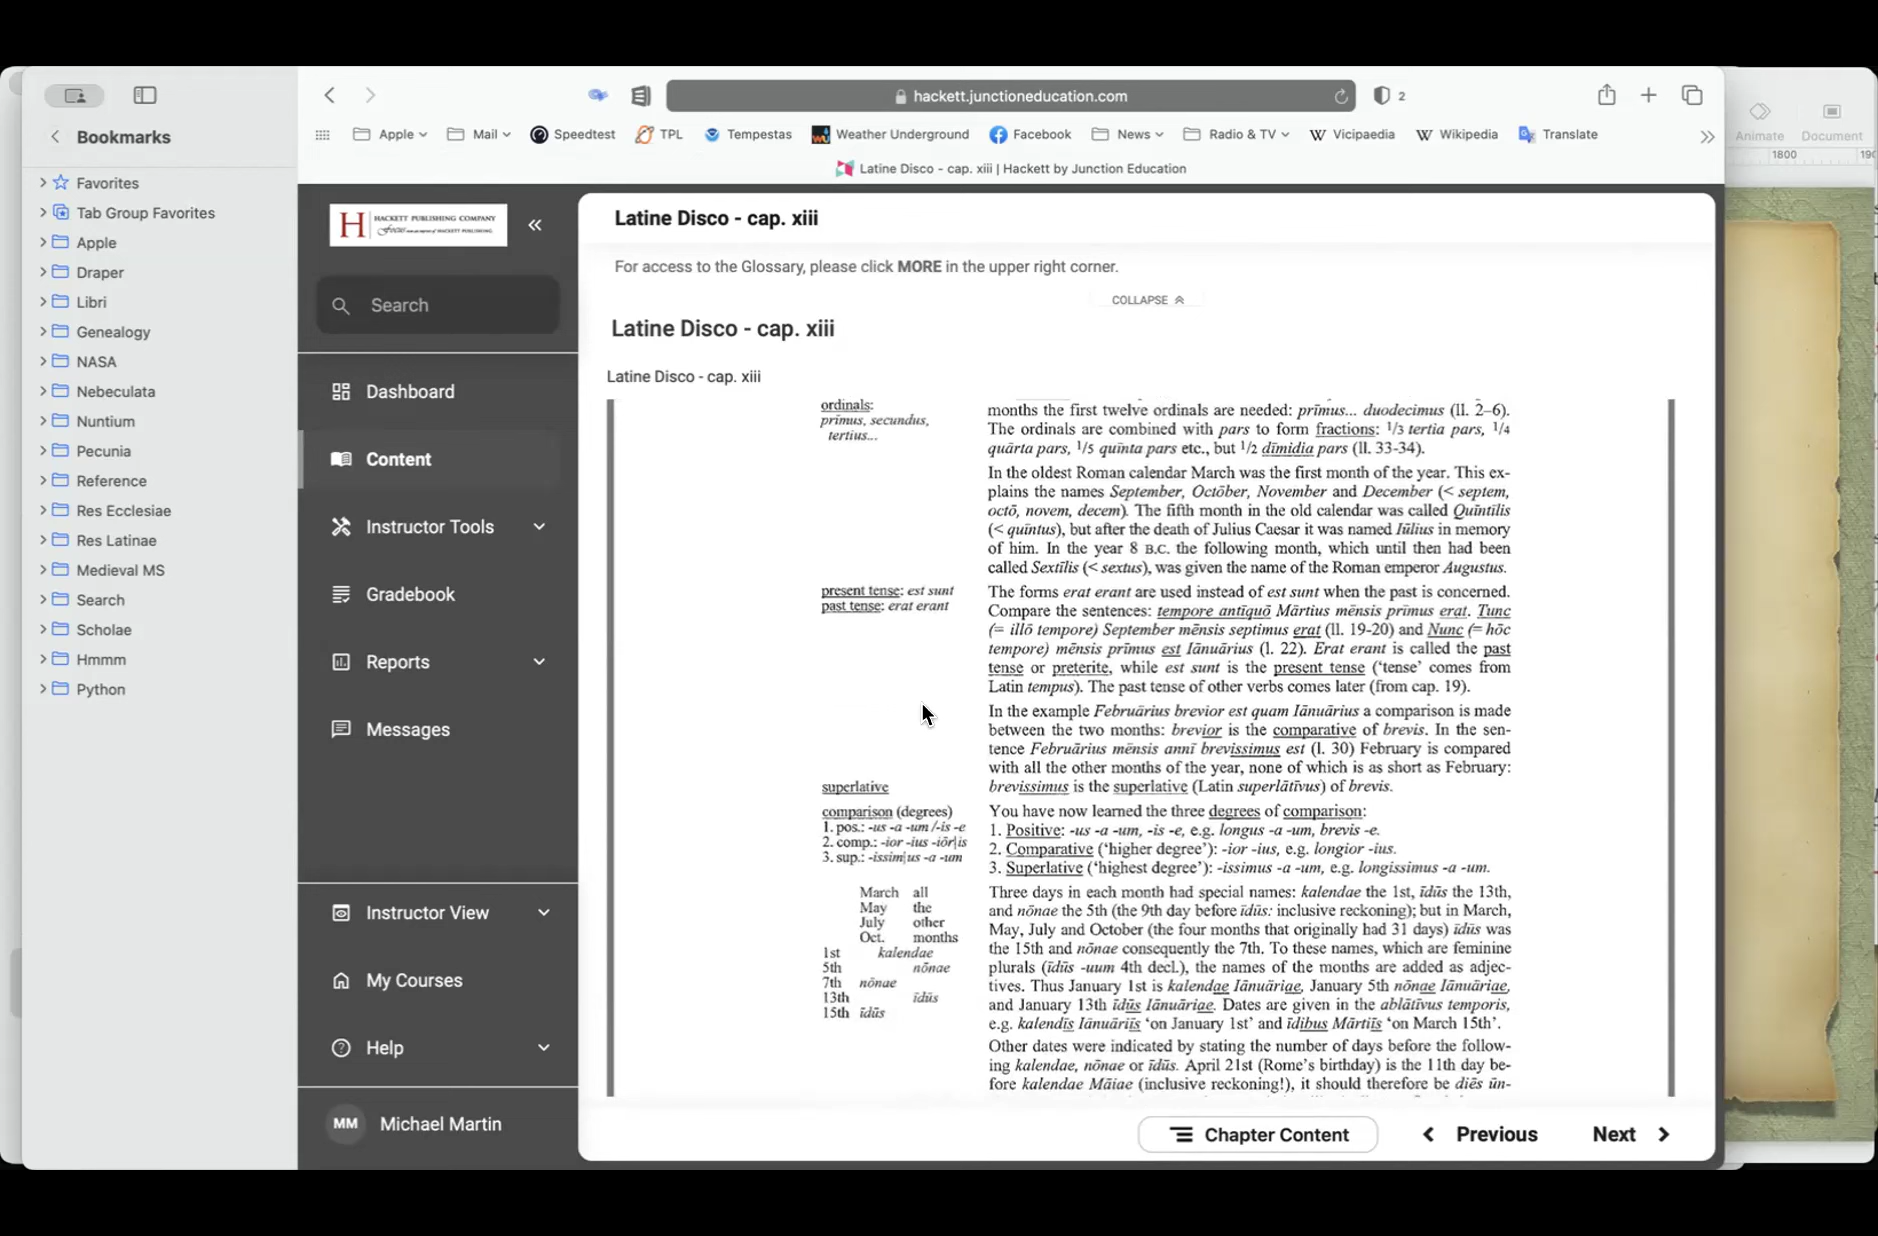 Bookmarks
Favorites
Tab Group Favorites
Apple
Draper
Libri
Genealogy
NASA
Nebeculata
Nuntium
Pecunia
Reference
Res Ecclesiae
Res Latinae
Medieval MS
Search
Scholae
Hmmm
Python
hackett.junctioneducation.com
2
Apple Mail Speedtest TPL Tempestas Weather Underground Facebook News Radio & TV Vicipaedia Wikipedia Translate
Latine Disco - cap. xiii | Hackett by Junction Education
H HACKETT PUBLISHING COMPANY
Focus
Search
Dashboard
Content
Instructor Tools
Gradebook
Reports
Messages
Instructor View
My Courses
Help
MM Michael Martin
Latine Disco - cap. xiii
For access to the Glossary, please click MORE in the upper right corner.
COLLAPSE
Latine Disco - cap. xiii
Latine Disco - cap. xiii
ordinals:
prīmus, secundus,
tertius...
months the first twelve ordinals are needed: prīmus... duodecimus (ll. 2–6).
The ordinals are combined with pars to form fractions: 1/3 tertia pars, 1/4
quārta pars, 1/5 quīnta pars etc., but 1/2 dīmidia pars (ll. 33-34).
In the oldest Roman calendar March was the first month of the year. This ex-
plains the names September, Octōber, November and December (< septem,
octō, novem, decem). The fifth month in the old calendar was called Quīntīlis
(< quīntus), but after the death of Julius Caesar it was named Iūlius in memory
of him. In the year 8 B.C. the following month, which until then had been
called Sextīlis (< sextus), was given the name of the Roman emperor Augustus.
present tense: est sunt
past tense: erat erant
The forms erat erant are used instead of est sunt when the past is concerned.
Compare the sentences: tempore antīquō Mārtius mēnsis prīmus erat. Tunc
(= illō tempore) September mēnsis septimus erat (ll. 19-20) and Nunc (= hōc
tempore) mēnsis prīmus est Iānuārius (l. 22). Erat erant is called the past
tense or preterite, while est sunt is the present tense (‘tense’ comes from
Latin tempus). The past tense of other verbs comes later (from cap. 19).
In the example Februārius brevior est quam Iānuārius a comparison is made
between the two months: brevior is the comparative of brevis. In the sen-
tence Februārius mēnsis annī brevissimus est (l. 30) February is compared
with all the other months of the year, none of which is as short as February:
brevissimus is the superlative (Latin superlātīvus) of brevis.
superlative
comparison (degrees)
1. pos.: -us -a -um/-is -e
2. comp.: -ior -ius -iōr|is
3. sup.: -issim|us -a -um
You have now learned the three degrees of comparison:
1. Positive: -us -a -um, -is -e, e.g. longus -a -um, brevis -e.
2. Comparative (‘higher degree’): -ior -ius, e.g. longior -ius.
3. Superlative (‘highest degree’): -issimus -a -um, e.g. longissimus -a -um.
March all
May the
July other
Oct. months
1st kalendae
5th nōnae
7th nōnae
13th īdūs
15th īdūs
Three days in each month had special names: kalendae the 1st, īdūs the 13th,
and nōnae the 5th (the 9th day before īdūs: inclusive reckoning); but in March,
May, July and October (the four months that originally had 31 days) īdūs was
the 15th and nōnae consequently the 7th. To these names, which are feminine
plurals (īdūs -uum 4th decl.), the names of the months are added as adjec-
tives. Thus January 1st is kalendae Iānuāriae, January 5th nōnae Iānuāriae,
and January 13th īdūs Iānuāriae. Dates are given in the ablātīvus temporis,
e.g. kalendīs Iānuāriīs ‘on January 1st’ and īdibus Mārtiīs ‘on March 15th’.
Other dates were indicated by stating the number of days before the follow-
ing kalendae, nōnae or īdūs. April 21st (Rome’s birthday) is the 11th day be-
fore kalendae Māiae (inclusive reckoning!), it should therefore be diēs ūn-
Chapter Content Previous Next
Animate Document
1800